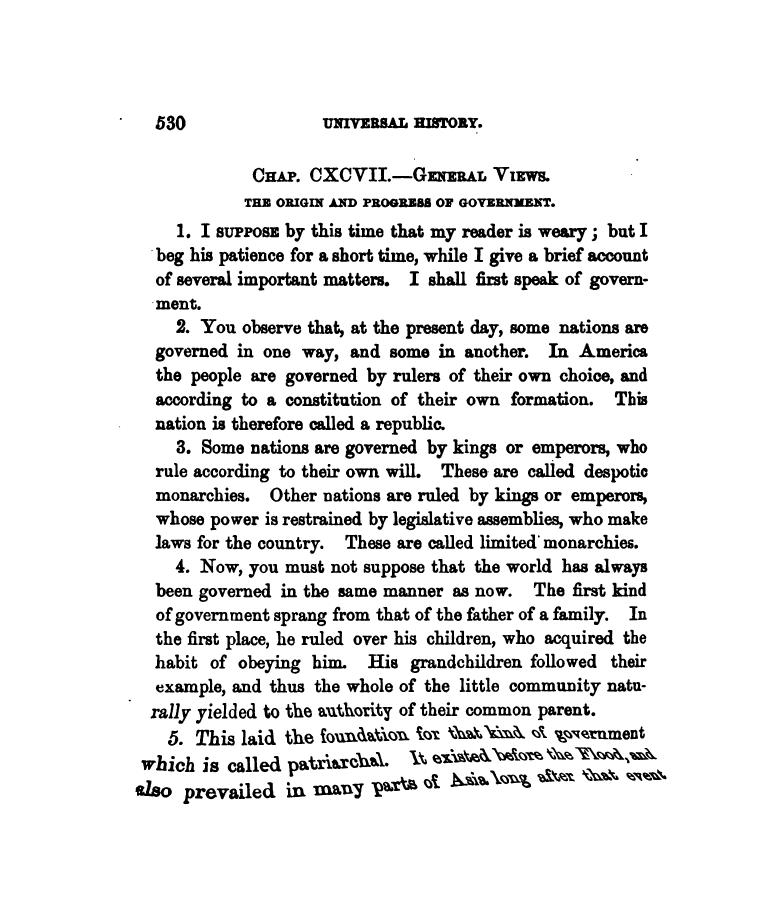 530 UNIVERSAL HISTORY.
CHAP. CXCVII.—GENERAL VIEWS.
THE ORIGIN AND PROGRESS OF GOVERNMENT.
1. I SUPPOSE by this time that my reader is weary; but I
beg his patience for a short time, while I give a brief account
of several important matters. I shall first speak of govern-
ment.
2. You observe that, at the present day, some nations are
governed in one way, and some in another. In America
the people are governed by rulers of their own choice, and
according to a constitution of their own formation. This
nation is therefore called a republic.
3. Some nations are governed by kings or emperors, who
rule according to their own will. These are called despotic
monarchies. Other nations are ruled by kings or emperors,
whose power is restrained by legislative assemblies, who make
laws for the country. These are called limited monarchies.
4. Now, you must not suppose that the world has always
been governed in the same manner as now. The first kind
of government sprang from that of the father of a family. In
the first place, he ruled over his children, who acquired the
habit of obeying him. His grandchildren followed their
example, and thus the whole of the little community natu-
rally yielded to the authority of their common parent.
5. This laid the foundation for that kind of government
which is called patriarchal. It existed before the Flood, and
also prevailed in many parts of Asia long after that event